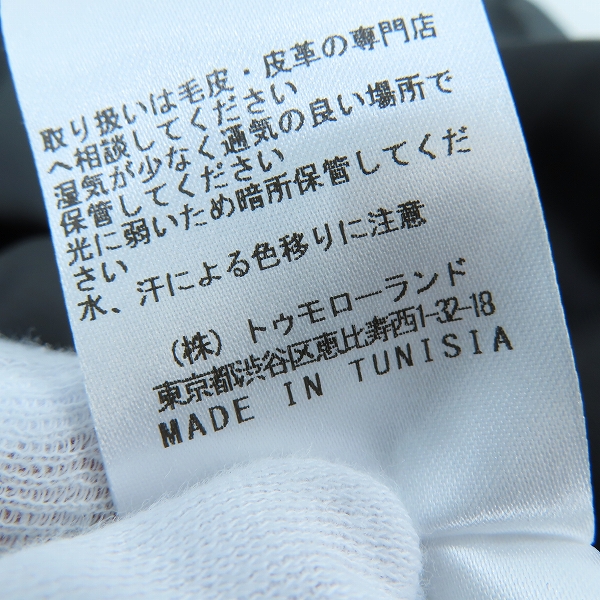 取り扱いは毛皮・皮革の専門店
へ相談してください
湿気が少なく通気の良い場所で
保管してください
光に弱いため暗所保管してくだ
さい
水、汗による色移りに注意
(株) トゥモローランド
東京都渋谷区恵比寿西1-32-18
MADE IN TUNISIA